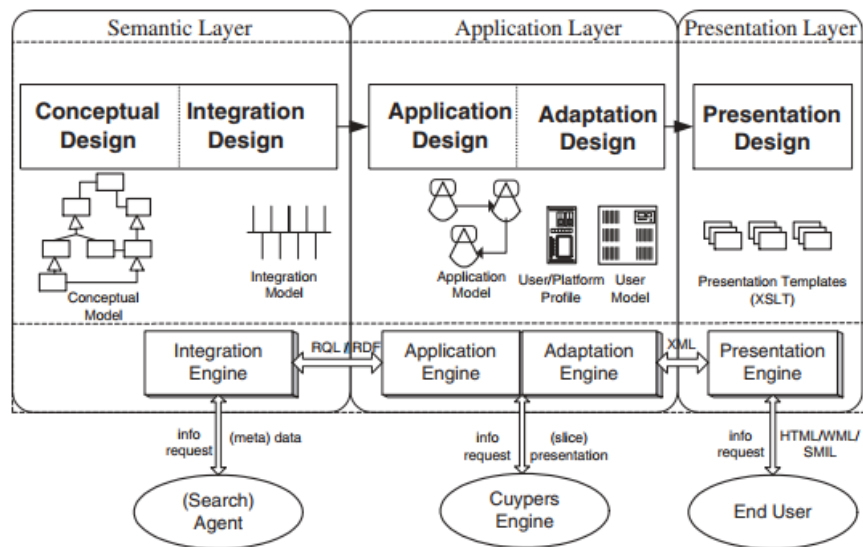 Semantic Layer
Application Layer
Presentation Layer
Conceptual
Design
Integration
Design
Application
Design
Adaptation
Design
Presentation
Design
Conceptual
Model
Integration
Model
Application
Model
User/Platform
Profile
User
Model
Presentation Templates
(XSLT)
Integration
Engine
RQL / RDF
Application
Engine
Adaptation
Engine
XML
Presentation
Engine
info
request
(meta) data
info
request
(slice)
presentation
info
request
HTML/WML/
SMIL
(Search)
Agent
Cuypers
Engine
End User